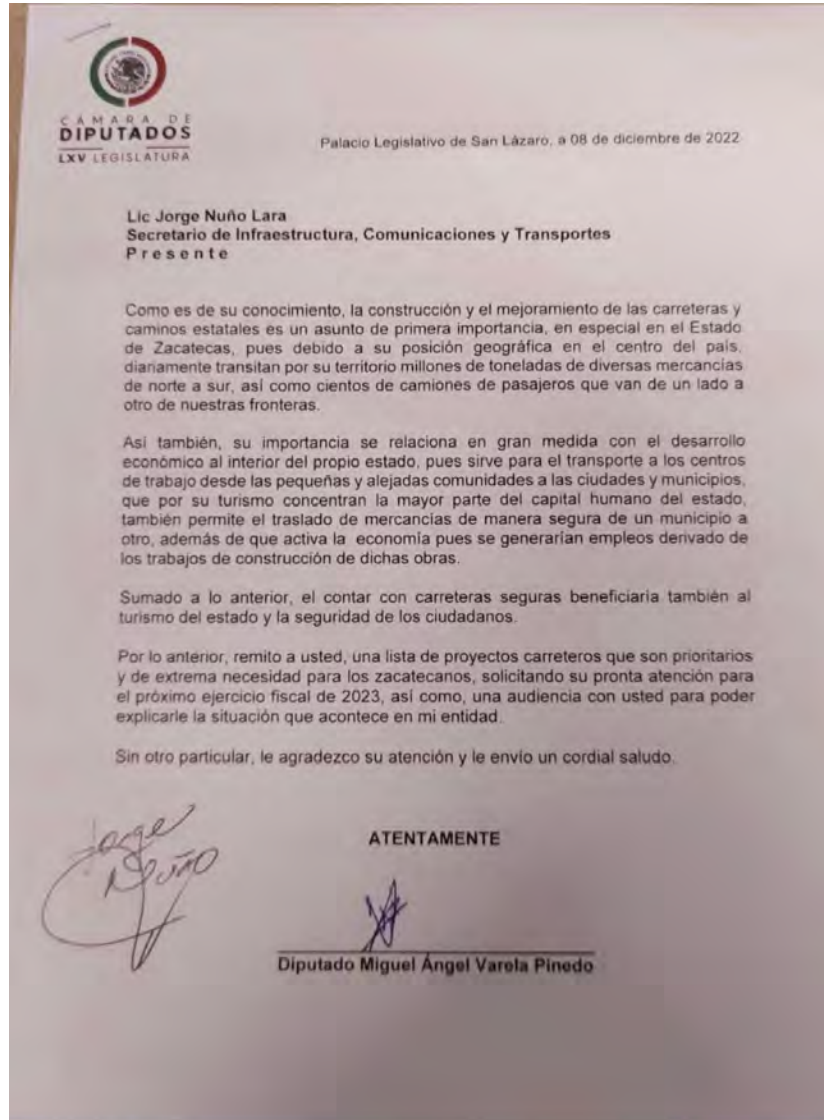 CÁMARA DE
DIPUTADOS
LXV LEGISLATURA
Palacio Legislativo de San Lázaro, a 08 de diciembre de 2022
Lic Jorge Nuño Lara
Secretario de Infraestructura, Comunicaciones y Transportes
P r e s e n t e
Como es de su conocimiento, la construcción y el mejoramiento de las carreteras y
caminos estatales es un asunto de primera importancia, en especial en el Estado
de Zacatecas, pues debido a su posición geográfica en el centro del país,
diariamente transitan por su territorio millones de toneladas de diversas mercancías
de norte a sur, así como cientos de camiones de pasajeros que van de un lado a
otro de nuestras fronteras.
Así también, su importancia se relaciona en gran medida con el desarrollo
económico al interior del propio estado, pues sirve para el transporte a los centros
de trabajo desde las pequeñas y alejadas comunidades a las ciudades y municipios,
que por su turismo concentran la mayor parte del capital humano del estado,
también permite el traslado de mercancías de manera segura de un municipio a
otro, además de que activa la economía pues se generarían empleos derivado de
los trabajos de construcción de dichas obras.
Sumado a lo anterior, el contar con carreteras seguras beneficiaría también al
turismo del estado y la seguridad de los ciudadanos.
Por lo anterior, remito a usted, una lista de proyectos carreteros que son prioritarios
y de extrema necesidad para los zacatecanos, solicitando su pronta atención para
el próximo ejercicio fiscal de 2023, así como, una audiencia con usted para poder
explicarle la situación que acontece en mi entidad.
Sin otro particular, le agradezco su atención y le envío un cordial saludo.
Jorge
Nuño
ATENTAMENTE
Diputado Miguel Ángel Varela Pinedo